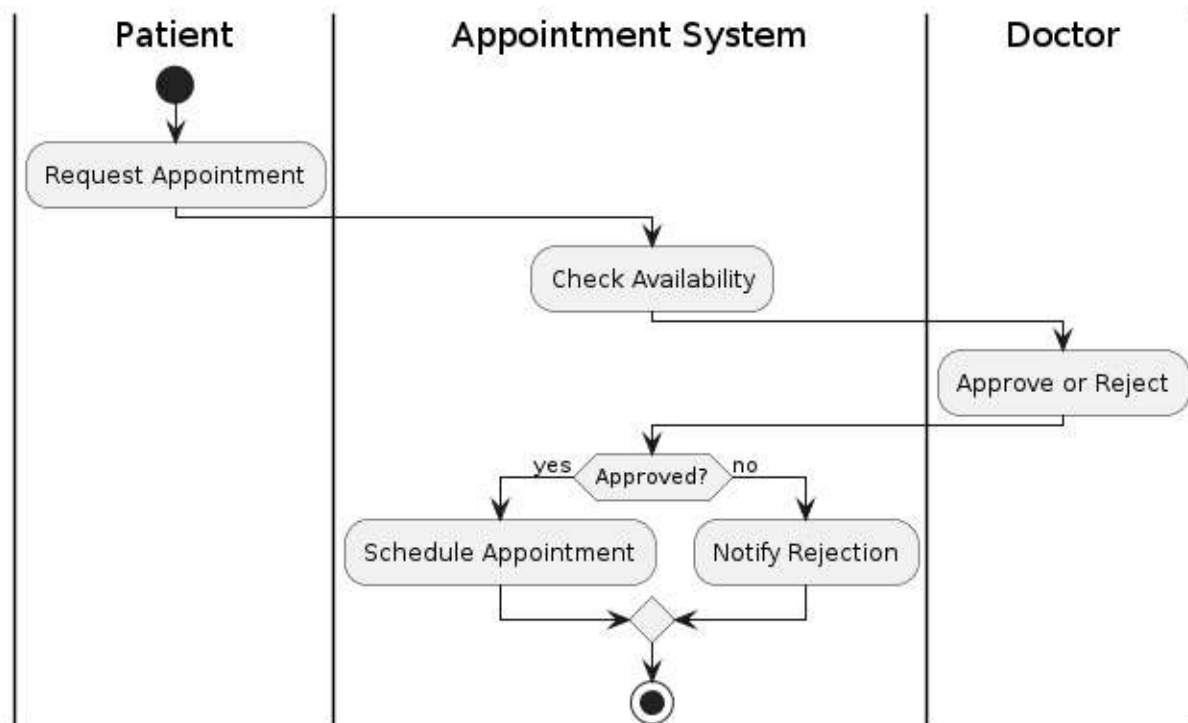 Patient
Appointment System
Doctor
Request Appointment
Check Availability
Approve or Reject
yes
Approved?
no
Schedule Appointment
Notify Rejection